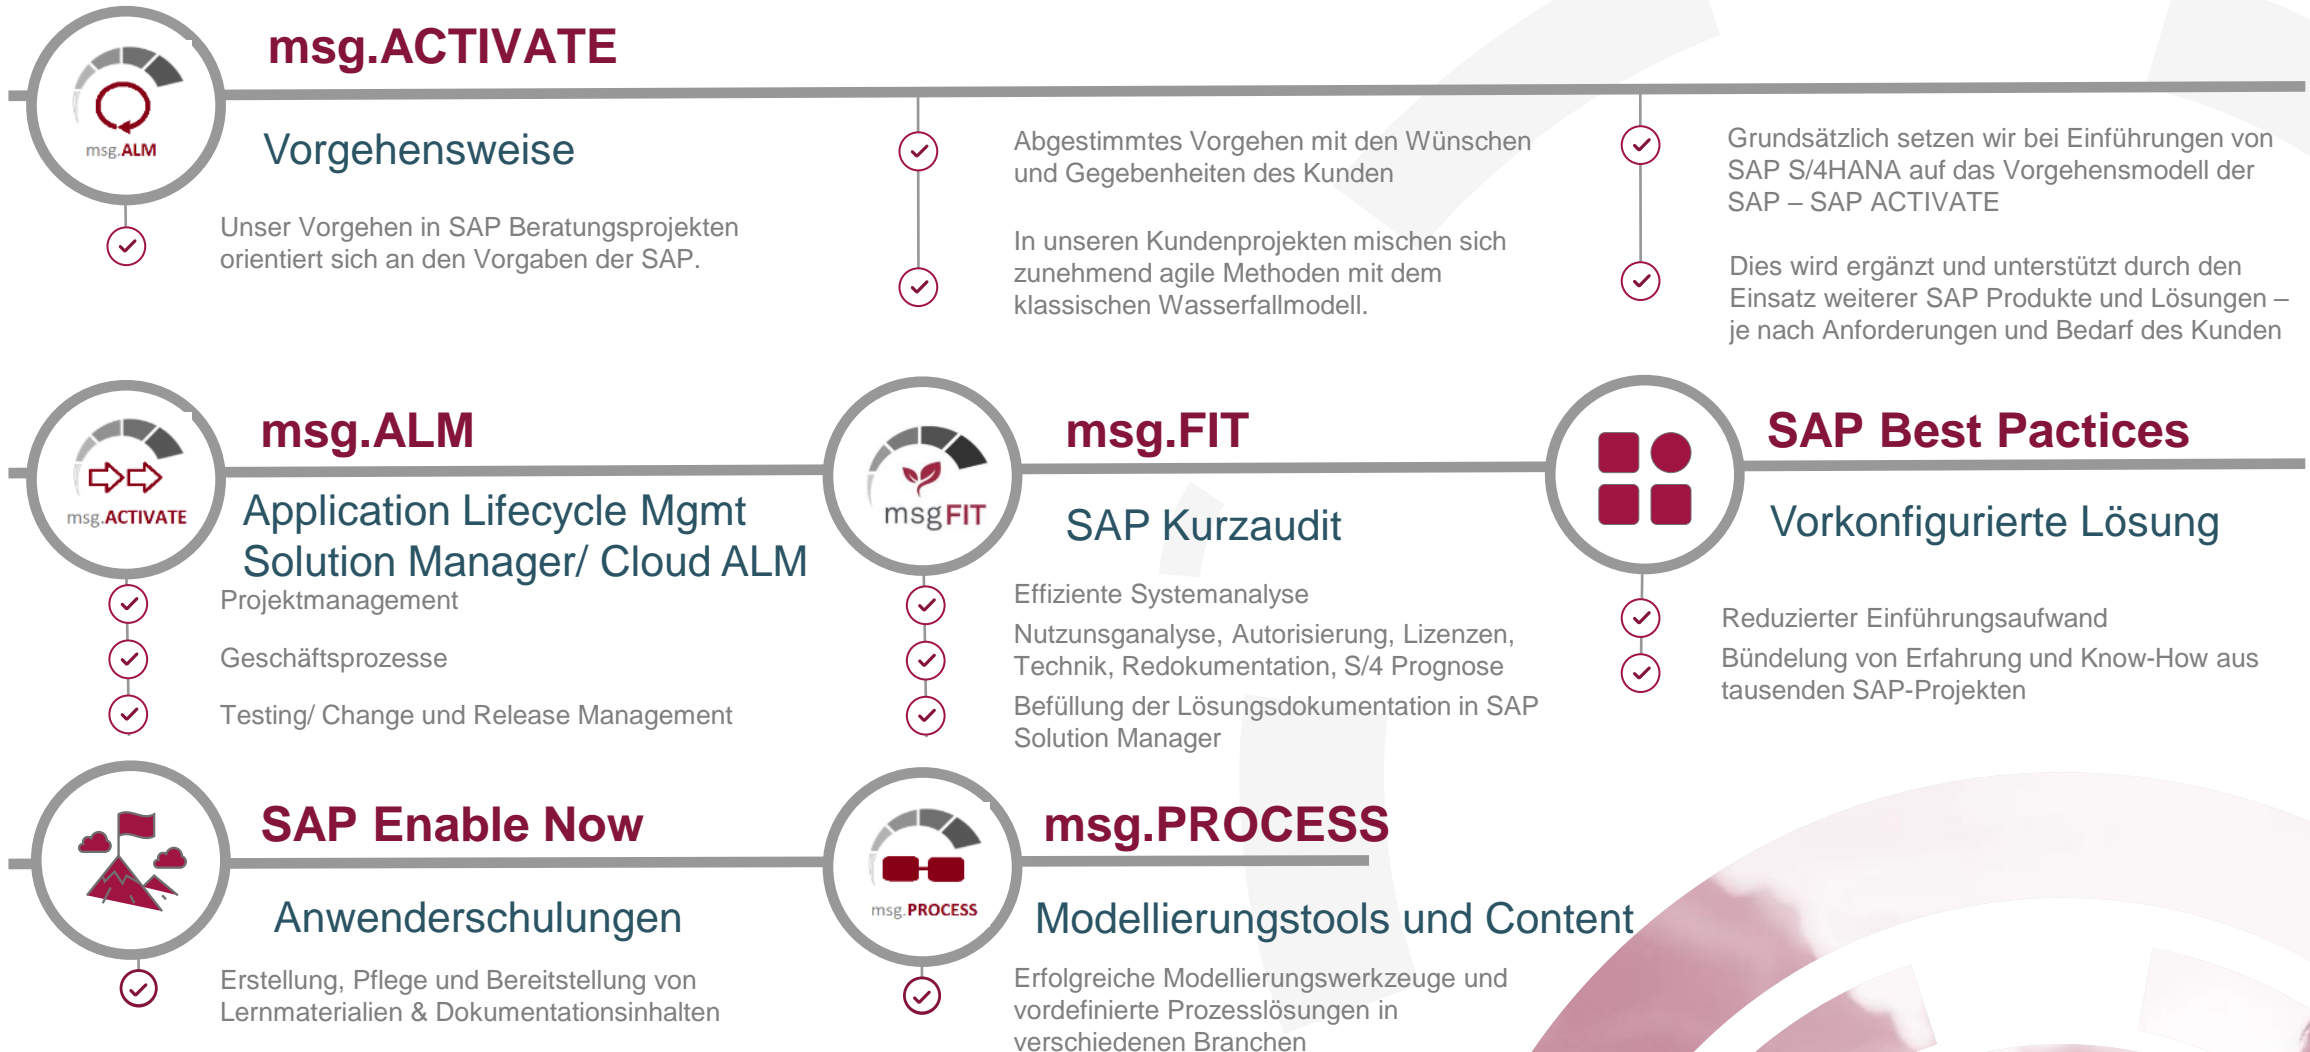 msg.ACTIVATE
msg.ALM
Vorgehensweise
Unser Vorgehen in SAP Beratungsprojekten
orientiert sich an den Vorgaben der SAP.
Abgestimmtes Vorgehen mit den Wünschen
und Gegebenheiten des Kunden
In unseren Kundenprojekten mischen sich
zunehmend agile Methoden mit dem
klassischen Wasserfallmodell.
Grundsätzlich setzen wir bei Einführungen von
SAP S/4HANA auf das Vorgehensmodell der
SAP – SAP ACTIVATE
Dies wird ergänzt und unterstützt durch den
Einsatz weiterer SAP Produkte und Lösungen –
je nach Anforderungen und Bedarf des Kunden
msg.ALM
msg.ACTIVATE
Application Lifecycle Mgmt
Solution Manager/ Cloud ALM
Projektmanagement
Geschäftsprozesse
Testing/ Change und Release Management
msg.FIT
msgFIT
SAP Kurzaudit
Effiziente Systemanalyse
Nutzunsganalyse, Autorisierung, Lizenzen,
Technik, Redokumentation, S/4 Prognose
Befüllung der Lösungsdokumentation in SAP
Solution Manager
SAP Best Pactices
Vorkonfigurierte Lösung
Reduzierter Einführungsaufwand
Bündelung von Erfahrung und Know-How aus
tausenden SAP-Projekten
SAP Enable Now
Anwenderschulungen
Erstellung, Pflege und Bereitstellung von
Lernmaterialien & Dokumentationsinhalten
msg.PROCESS
msg.PROCESS
Modellierungstools und Content
Erfolgreiche Modellierungswerkzeuge und
vordefinierte Prozesslösungen in
verschiedenen Branchen